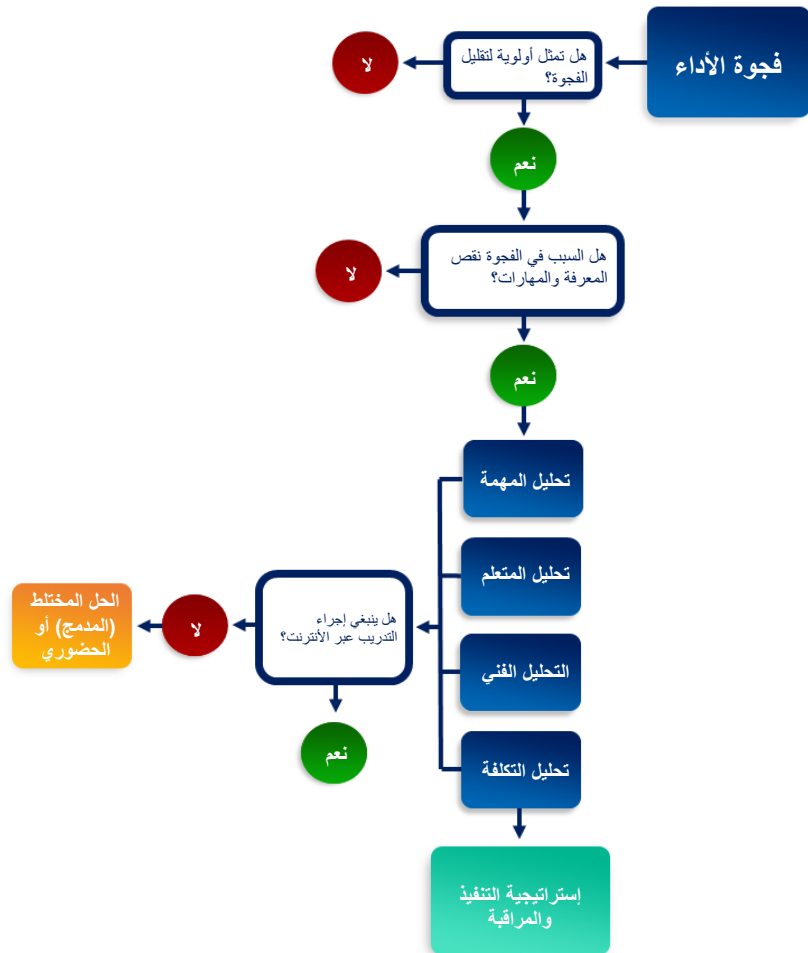 فجوة الأداء
هل تمثل أولوية لتقليل
الفجوة؟
لا
نعم
هل السبب في الفجوة نقص
المعرفة والمهارات؟
لا
نعم
تحليل المهمة
تحليل المتعلم
التحليل الفني
تحليل التكلفة
هل ينبغي إجراء
التدريب عبر الأنترنت؟
لا
الحل المختلط
(المدمج) أو
الحضوري
نعم
إستراتيجية التنفيذ
والمراقبة